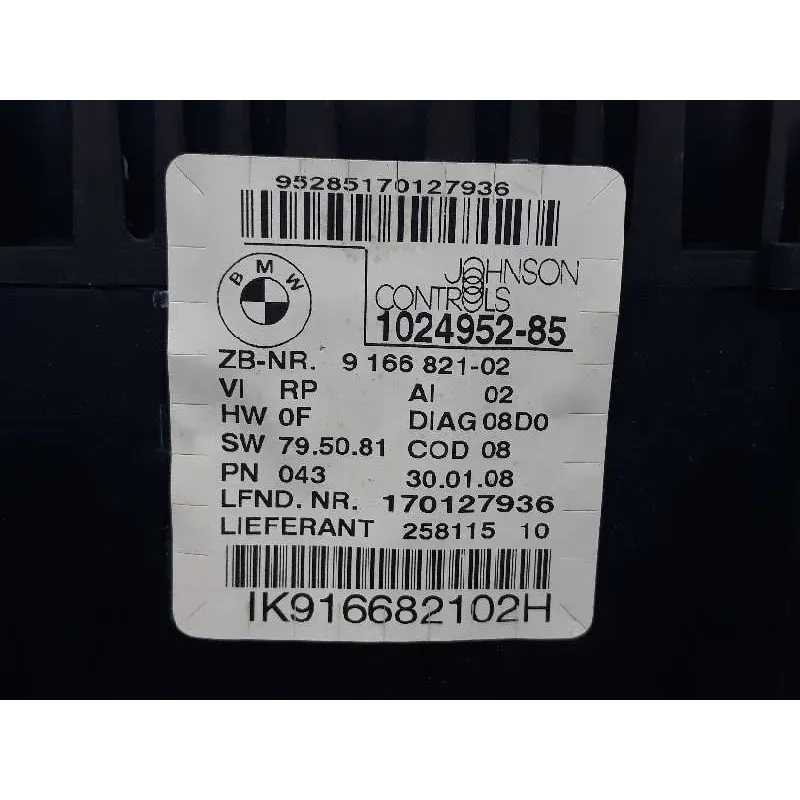 95285170127936
BMW
JOHNSON
CONTROLS
1024952-85
ZB-NR. 9 166 821-02
VI RP AI 02
HW 0F DIAG 08D0
SW 79.50.81 COD 08
PN 043 30.01.08
LFND. NR. 170127936
LIEFERANT 258115 10
IK916682102H